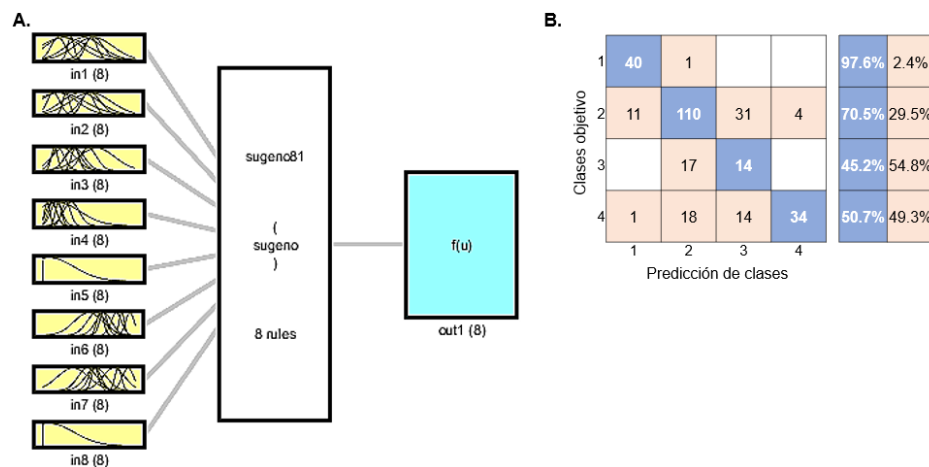 A.
in1 (8)
in2 (8)
in3 (8)
in4 (8)
in5 (8)
in6 (8)
in7 (8)
in8 (8)
sugeno81
(
sugeno
)
8 rules
f(u)
out1 (8)
B.
Clases objetivo
1 40 1 97.6% 2.4%
2 11 110 31 4 70.5% 29.5%
3 17 14 45.2% 54.8%
4 1 18 14 34 50.7% 49.3%
1 2 3 4
Predicción de clases